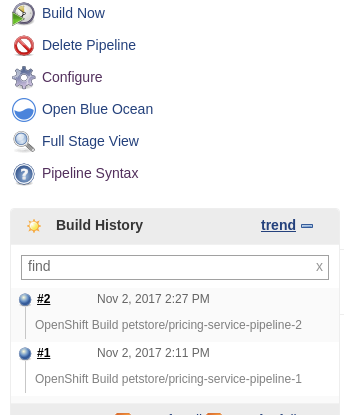 Build Now
Delete Pipeline
Configure
Open Blue Ocean
Full Stage View
Pipeline Syntax
Build History trend
find x
#2 Nov 2, 2017 2:27 PM
OpenShift Build petstore/pricing-service-pipeline-2
#1 Nov 2, 2017 2:11 PM
OpenShift Build petstore/pricing-service-pipeline-1